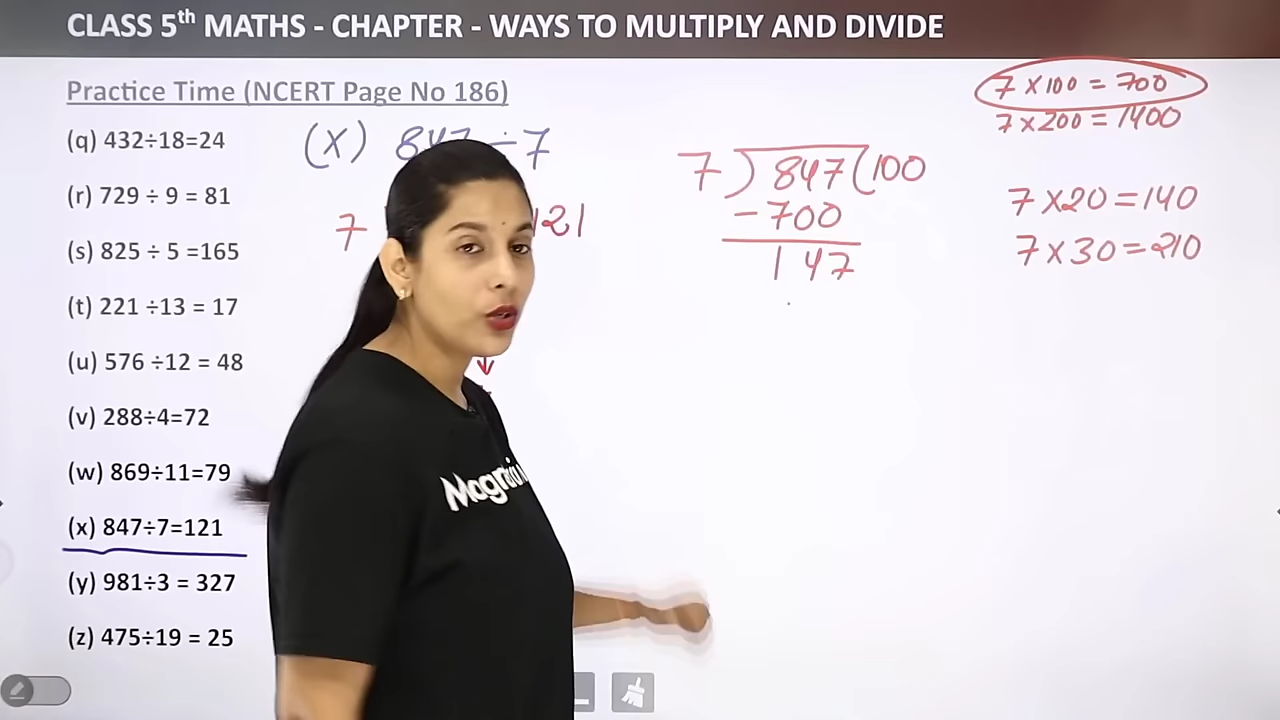 CLASS 5th MATHS - CHAPTER - WAYS TO MULTIPLY AND DIVIDE
Practice Time (NCERT Page No 186)
(q) 432÷18=24
(r) 729 ÷ 9 = 81
(s) 825 ÷ 5 =165
(t) 221 ÷13 = 17
(u) 576 ÷12 = 48
(v) 288÷4=72
(w) 869÷11=79
(x) 847÷7=121
(y) 981÷3 = 327
(z) 475÷19 = 25
(X) 847 ÷ 7
7
121
7 ) 847 ( 100
- 700
147
7 × 100 = 700
7 × 200 = 1400
7 × 20 = 140
7 × 30 = 210